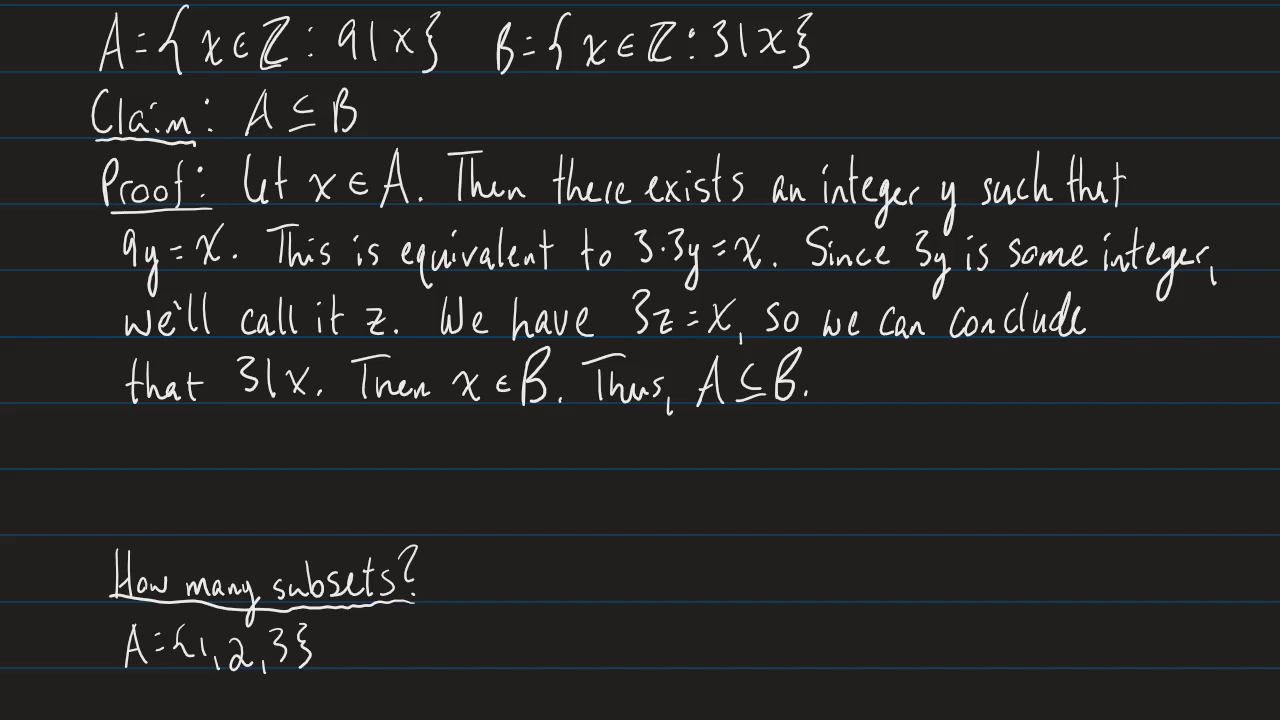 A={x∈ℤ: 9|x} B={x∈ℤ: 3|x}
Claim: A ⊆ B
Proof: Let x ∈ A. Then there exists an integer y such that
9y = x. This is equivalent to 3·3y = x. Since 3y is some integer,
we'll call it z. We have 3z = x, so we can conclude
that 3|x. Then x ∈ B. Thus, A ⊆ B.
How many subsets?
A={1,2,3}